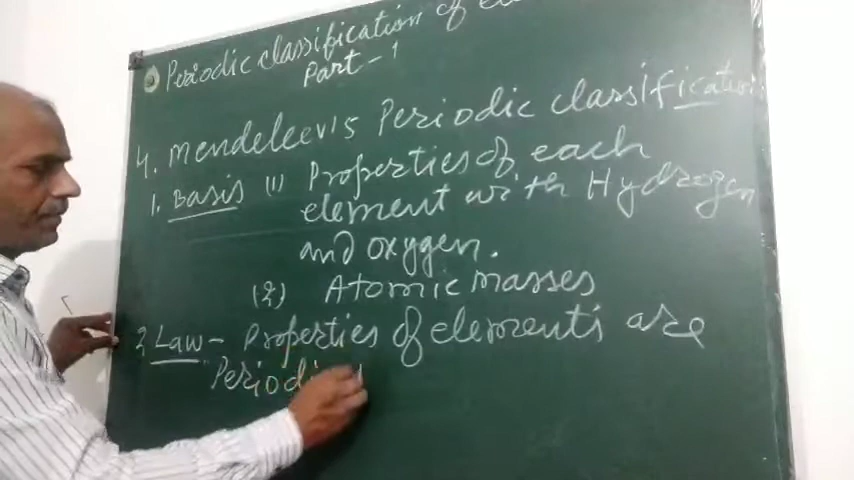 Periodic classification of
Part-1
4. Mendeleev's Periodic classification
1. Basis (1) Properties of each
element with Hydrogen
and oxygen.
(2) Atomic masses
2. Law- Properties of elements are
Periodi